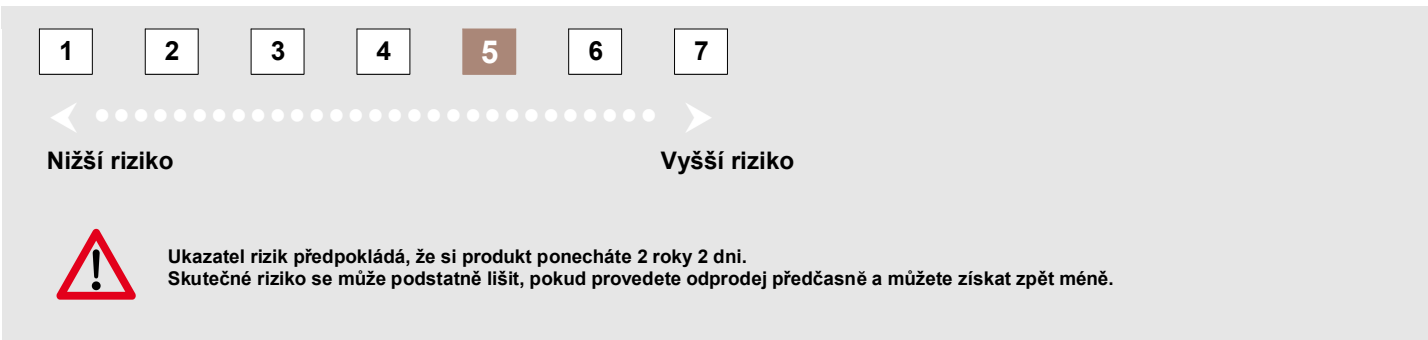 1 2 3 4 5 6 7
Nižší riziko Vyšší riziko
Ukazatel rizik předpokládá, že si produkt ponecháte 2 roky 2 dni.
Skutečné riziko se může podstatně lišit, pokud provedete odprodej předčasně a můžete získat zpět méně.